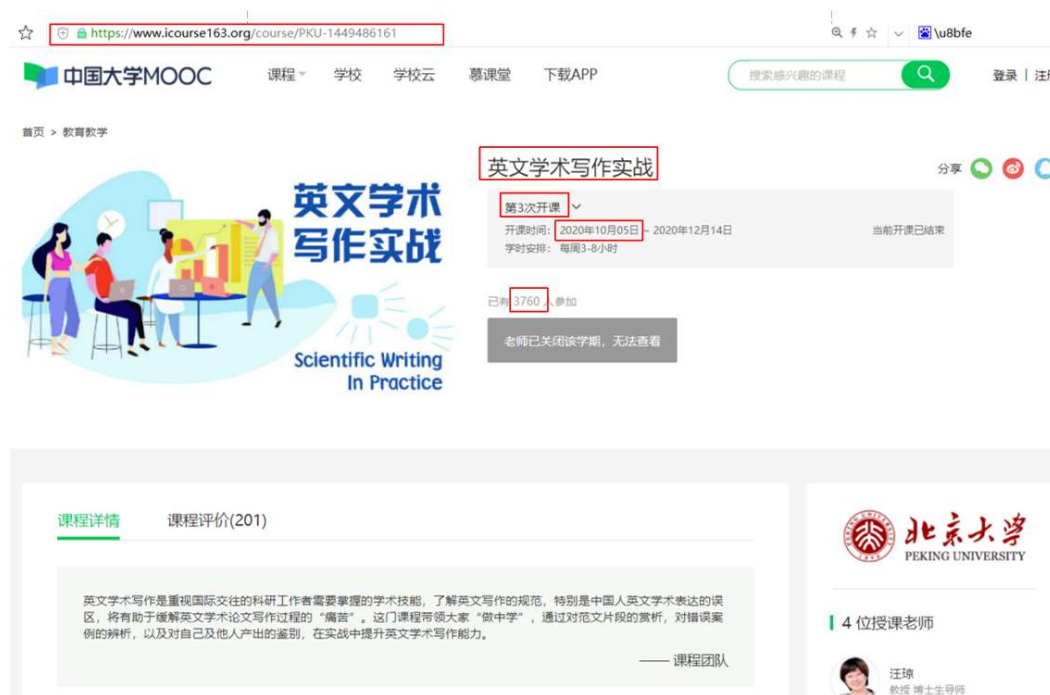 https://www.icourse163.org/course/PKU-1449486161
\u8bfe
中国大学MOOC 课程 学校 学校云 慕课堂 下载APP 搜索感兴趣的课程 登录 | 注册
首页 > 教育教学
英文学术
写作实战
Scientific Writing
In Practice
英文学术写作实战
分享
第3次开课
开课时间: 2020年10月05日 ~ 2020年12月14日 当前开课已结束
学时安排: 每周3-8小时
已有 3760 人参加
老师已关闭该学期，无法查看
课程详情 课程评价(201)
英文学术写作是重视国际交往的科研工作者需要掌握的学术技能，了解英文写作的规范，特别是中国人英文学术表达的误
区，将有助于缓解英文学术论文写作过程的“痛苦”。这门课程带领大家“做中学”，通过对范文片段的赏析，对错误案
例的辨析，以及对自己及他人产出的鉴别，在实战中提升英文学术写作能力。
—— 课程团队
北京大学
PEKING UNIVERSITY
4 位授课老师
汪琼
教授 博士生导师